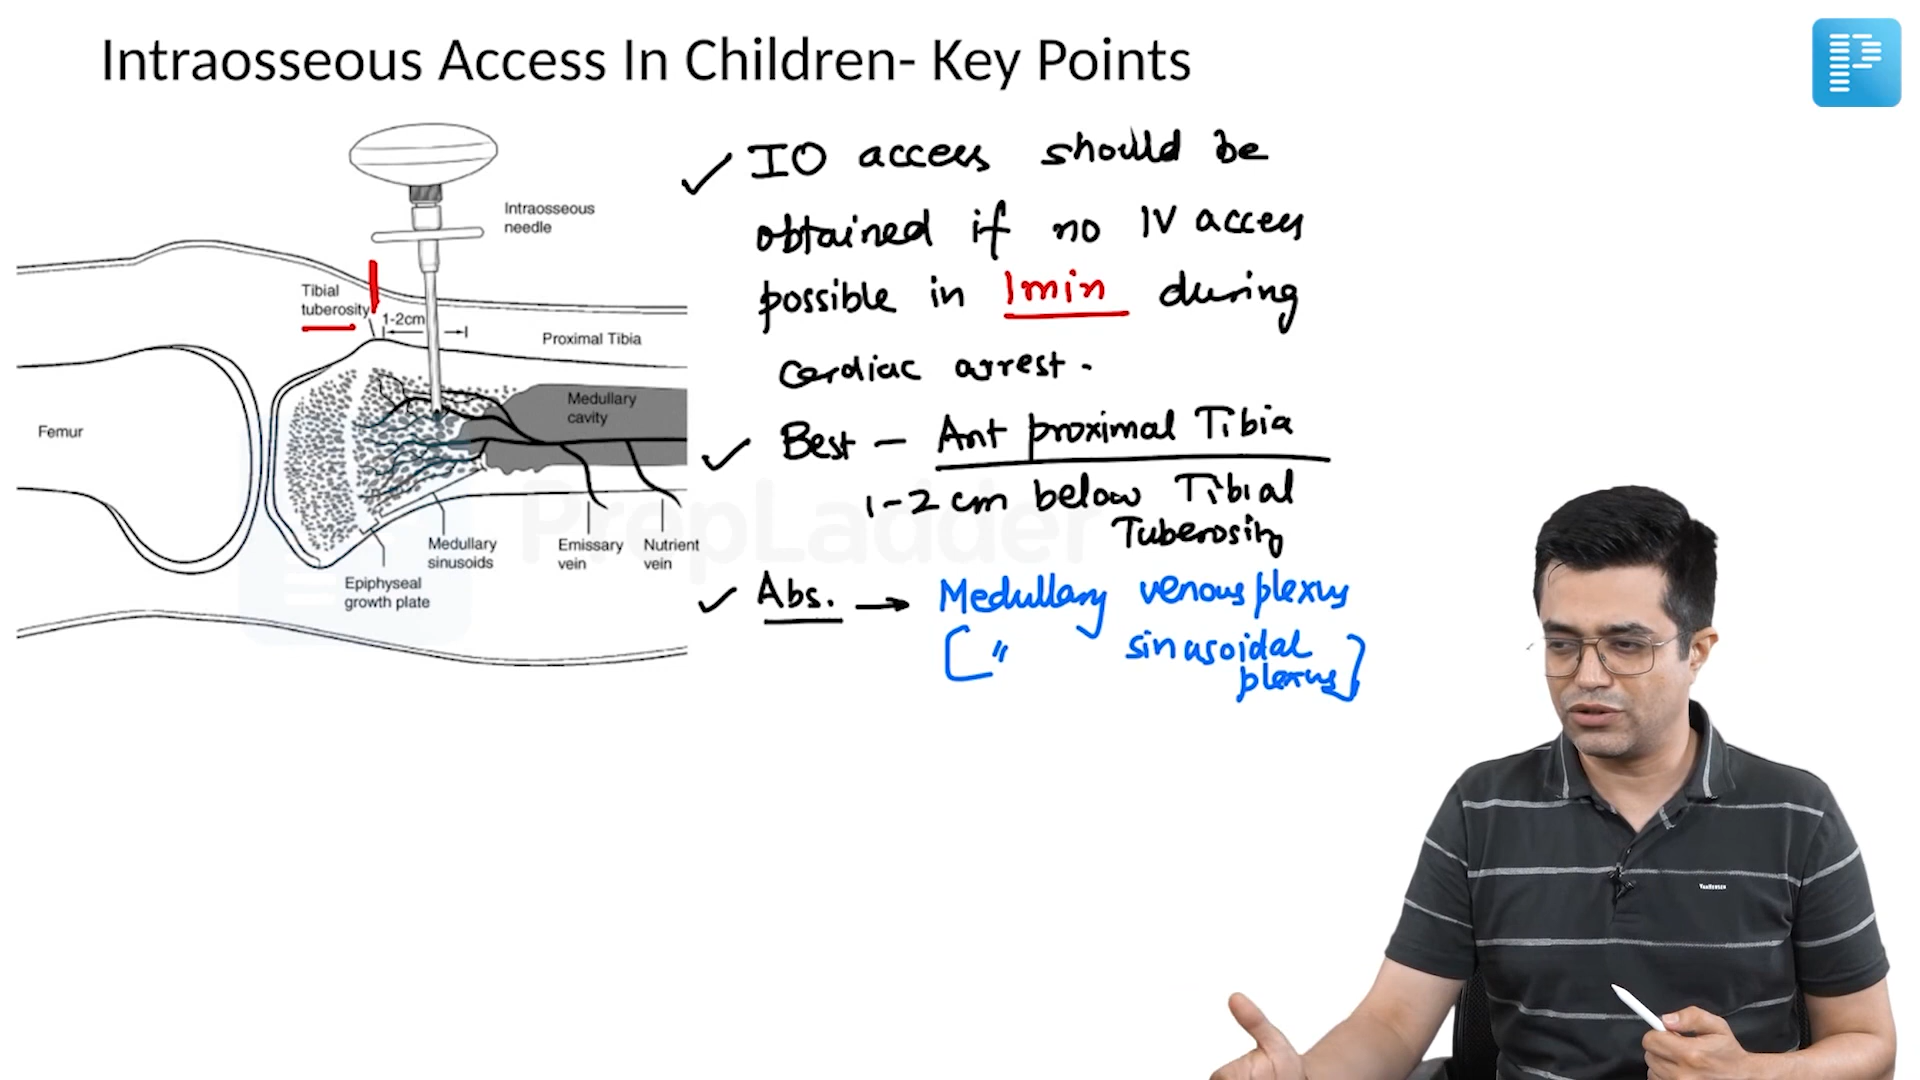 Intraosseous Access In Children- Key Points
Intraosseous
needle
Tibial
tuberosity
1-2cm
Proximal Tibia
Medullary
cavity
Femur
Medullary
sinusoids
Emissary
vein
Nutrient
vein
Epiphyseal
growth plate
IO access should be
obtained if no IV access
possible in 1min during
cardiac arrest.
Best - Ant proximal Tibia
1-2 cm below Tibial
Tuberosity
Abs. → Medullary venous plexus
[ " sinusoidal
plexus]
PrepLadder